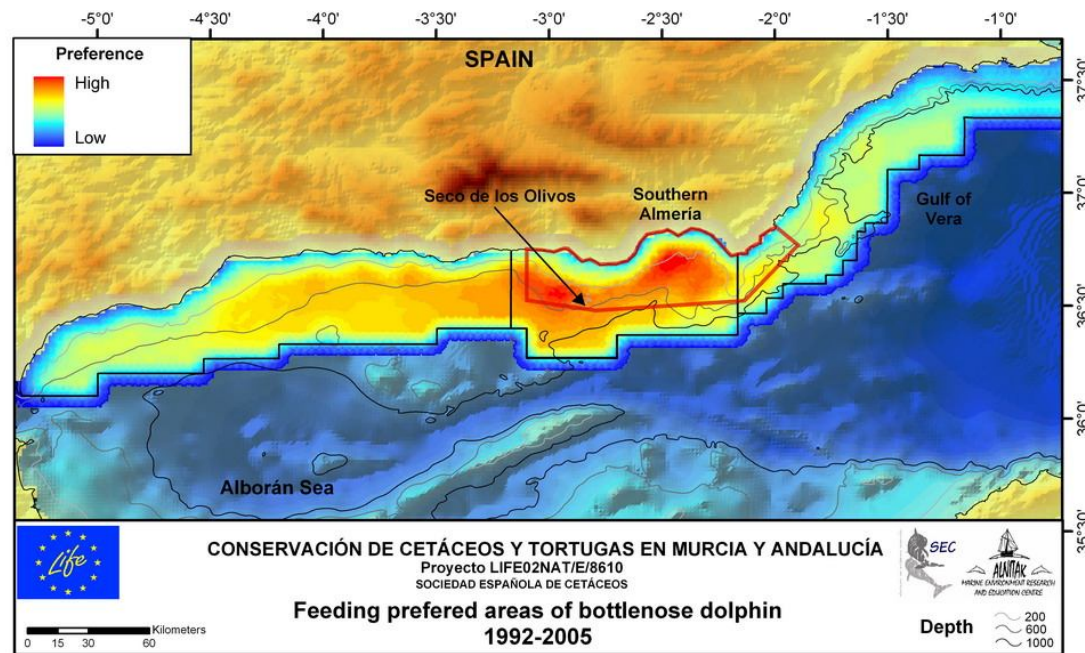 -5°0' -4°30' -4°0' -3°30' -3°0' -2°30' -2°0' -1°30' -1°0'
Preference
High
Low
SPAIN
37°30'
Seco de los Olivos
Southern
Almería
37°0'
Gulf of
Vera
36°30'
36°0'
Alborán Sea
35°30'
Life
CONSERVACIÓN DE CETÁCEOS Y TORTUGAS EN MURCIA Y ANDALUCÍA
Proyecto LIFE02NAT/E/8610
SOCIEDAD ESPAÑOLA DE CETÁCEOS
SEC
ALNITAK
MARINE ENVIRONMENT RESEARCH
AND EDUCATION CENTRE
Feeding prefered areas of bottlenose dolphin
1992-2005
Kilometers
0 15 30 60
Depth
200
600
1000